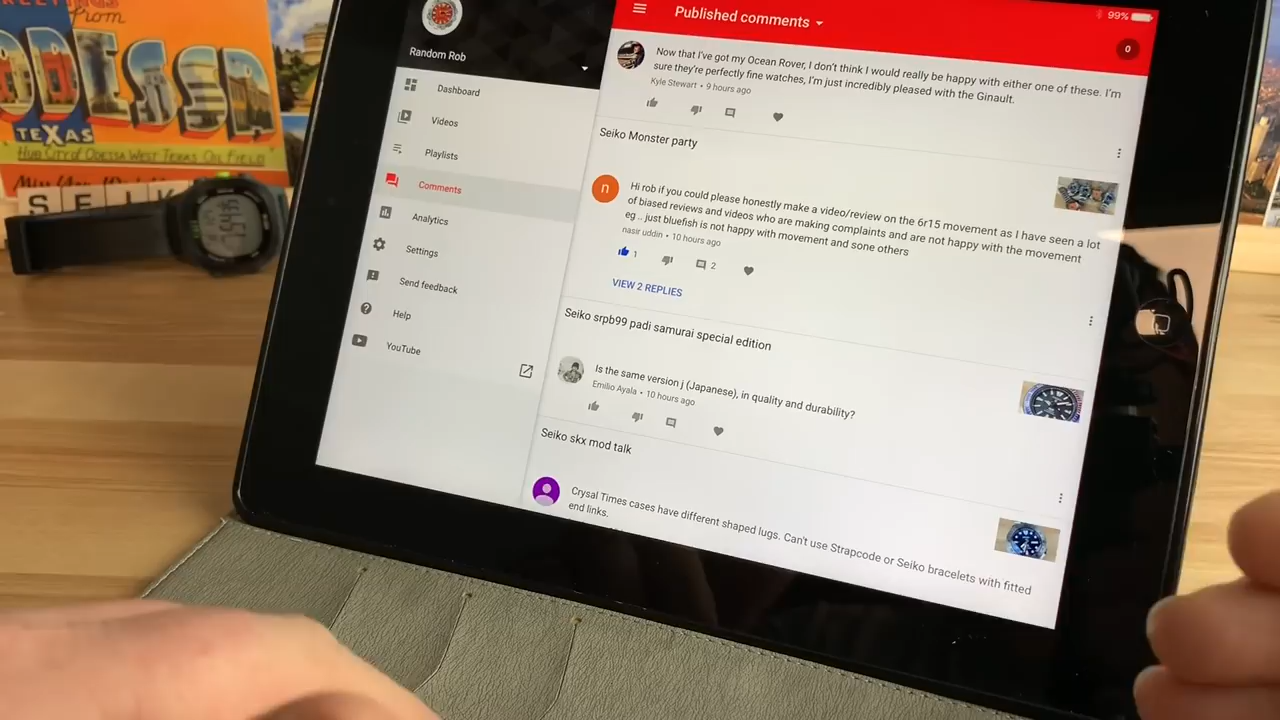 GREETINGS
from
ODESSA
TEXAS
"HUB CITY of ODESSA WEST TEXAS OIL FIELD"
SEIK
Random Rob
Dashboard
Videos
Playlists
Comments
Analytics
Settings
Send feedback
Help
YouTube
Published comments
99%
0
Now that I've got my Ocean Rover, I don't think I would really be happy with either one of these. I'm
sure they're perfectly fine watches, I'm just incredibly pleased with the Ginault.
Kyle Stewart • 9 hours ago
Seiko Monster party
n
Hi rob if you could please honestly make a video/review on the 6r15 movement as I have seen a lot
of biased reviews and videos who are making complaints and are not happy with the movement
eg .. just bluefish is not happy with movement and sone others
nasir uddin • 10 hours ago
1
2
VIEW 2 REPLIES
Seiko srpb99 padi samurai special edition
Is the same version j (Japanese), in quality and durability?
Emilio Ayala • 10 hours ago
Seiko skx mod talk
Crysal Times cases have different shaped lugs. Can't use Strapcode or Seiko bracelets with fitted
end links.